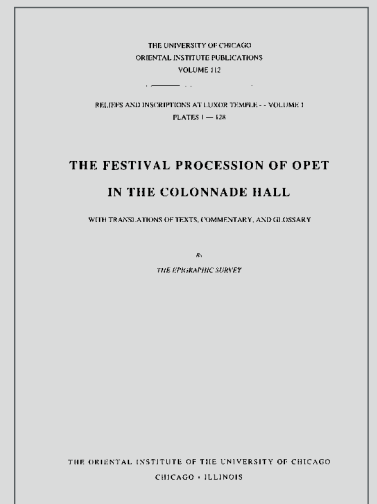 THE UNIVERSITY OF CHICAGO
ORIENTAL INSTITUTE PUBLICATIONS
VOLUME 112
RELIEFS AND INSCRIPTIONS AT LUXOR TEMPLE - - VOLUME 1
PLATES 1 — 128
THE FESTIVAL PROCESSION OF OPET
IN THE COLONNADE HALL
WITH TRANSLATIONS OF TEXTS, COMMENTARY, AND GLOSSARY
By
THE EPIGRAPHIC SURVEY
THE ORIENTAL INSTITUTE OF THE UNIVERSITY OF CHICAGO
CHICAGO • ILLINOIS